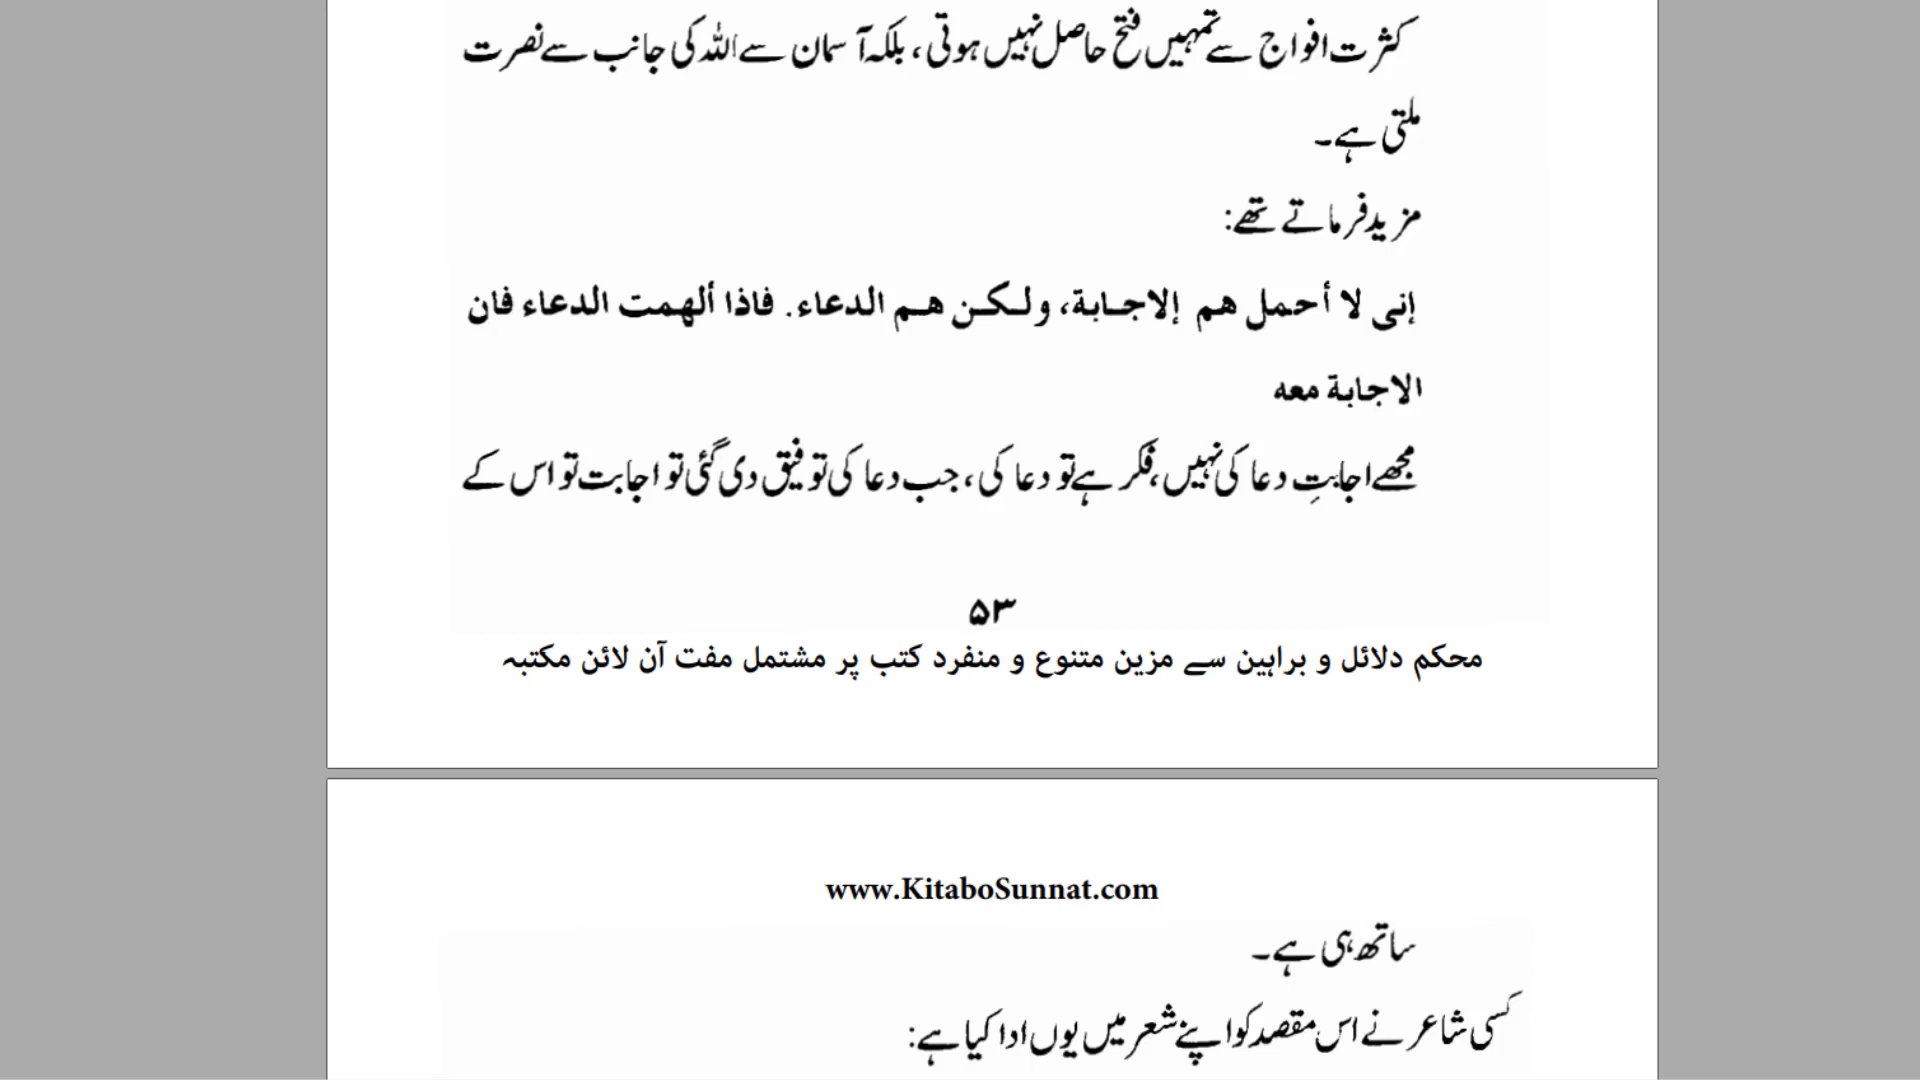 کثرت افواج سے تمہیں فتح حاصل نہیں ہوتی، بلکہ آسمان سے اللہ کی جانب سے نصرت
ملتی ہے۔
مزید فرماتے تھے:
إنی لا أحمل هم إلاجابة، ولكن هم الدعاء. فاذا ألهمت الدعاء فان
الاجابة معه
مجھے اجابتِ دعا کی نہیں، فکر ہے تو دعا کی، جب دعا کی توفیق دی گئی تو اجابت تو اس کے
۵۳
محکم دلائل و براہین سے مزین متنوع و منفرد کتب پر مشتمل مفت آن لائن مکتبہ
www.KitaboSunnat.com
ساتھ ہی ہے۔
کسی شاعر نے اس مقصد کو اپنے شعر میں یوں ادا کیا ہے: